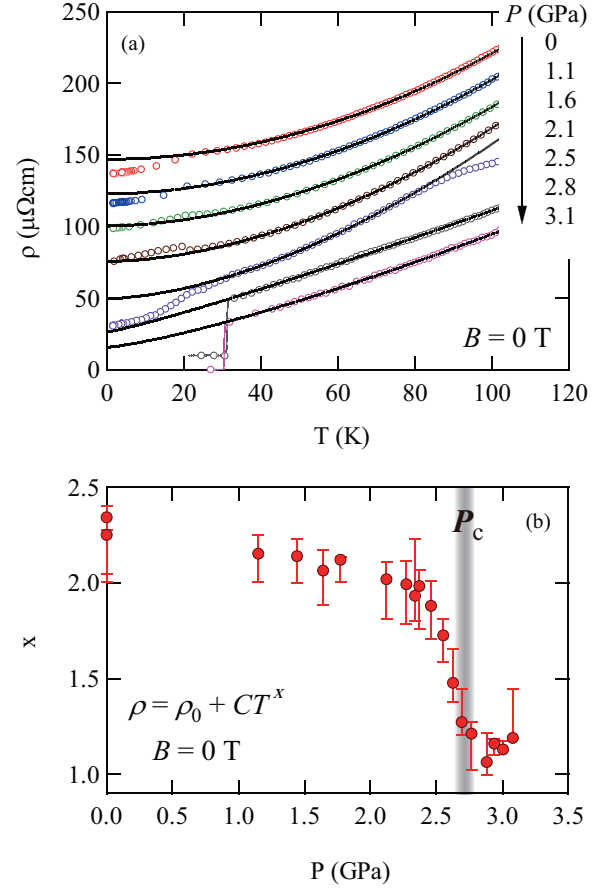 (a)
P (GPa)
0
1.1
1.6
2.1
2.5
2.8
3.1
250
200
150
100
50
0
ρ (μΩcm)
B = 0 T
0 20 40 60 80 100 120
T (K)
2.5
2.0
1.5
1.0
x
Pc
(b)
ρ = ρ0 + CT^x
B = 0 T
0.0 0.5 1.0 1.5 2.0 2.5 3.0 3.5
P (GPa)